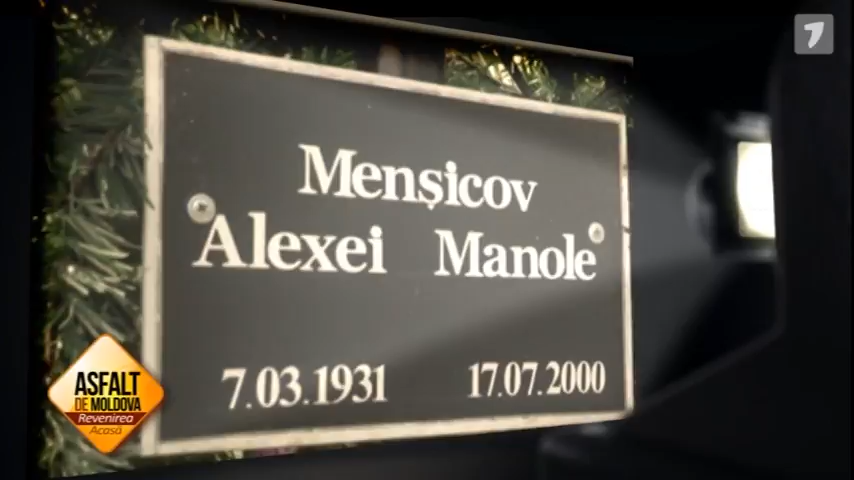 7
Menșicov
Alexei Manole
7.03.1931 17.07.2000
ASFALT
DE MOLDOVA
Revenirea
Acasă